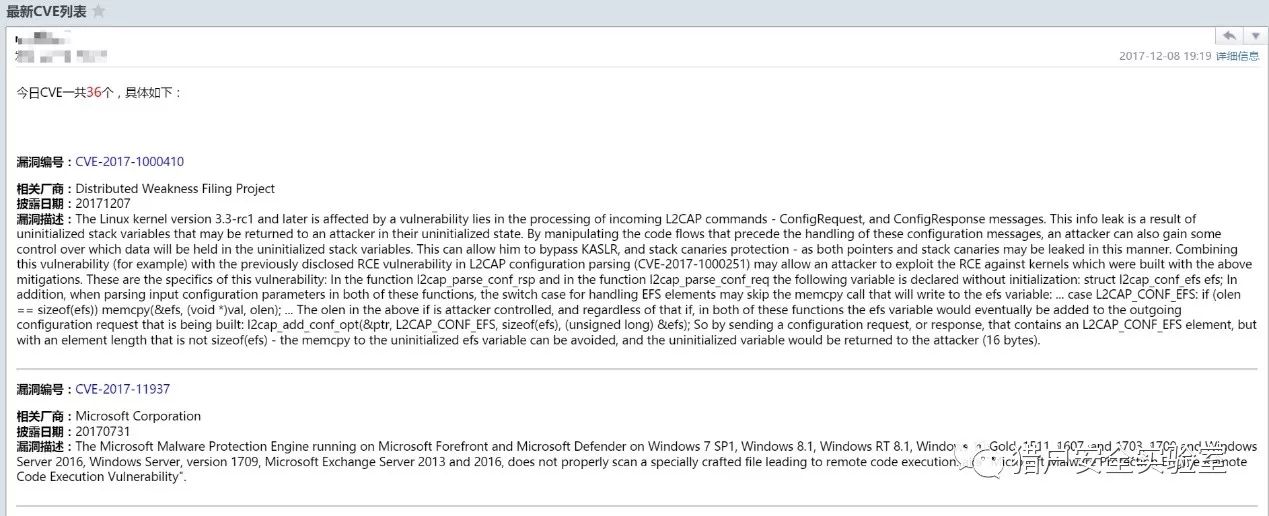 最新CVE列表
2017-12-08 19:19 详细信息
今日CVE一共36个，具体如下：
漏洞编号：CVE-2017-1000410
相关厂商：Distributed Weakness Filing Project
披露日期：20171207
漏洞描述：The Linux kernel version 3.3-rc1 and later is affected by a vulnerability lies in the processing of incoming L2CAP commands - ConfigRequest, and ConfigResponse messages. This info leak is a result of
uninitialized stack variables that may be returned to an attacker in their uninitialized state. By manipulating the code flows that precede the handling of these configuration messages, an attacker can also gain some
control over which data will be held in the uninitialized stack variables. This can allow him to bypass KASLR, and stack canaries protection - as both pointers and stack canaries may be leaked in this manner. Combining
this vulnerability (for example) with the previously disclosed RCE vulnerability in L2CAP configuration parsing (CVE-2017-1000251) may allow an attacker to exploit the RCE against kernels which were built with the above
mitigations. These are the specifics of this vulnerability: In the function l2cap_parse_conf_rsp and in the function l2cap_parse_conf_req the following variable is declared without initialization: struct l2cap_conf_efs efs; In
addition, when parsing input configuration parameters in both of these functions, the switch case for handling EFS elements may skip the memcpy call that will write to the efs variable: ... case L2CAP_CONF_EFS: if (olen
== sizeof(efs)) memcpy(&efs, (void *)val, olen); ... The olen in the above if is attacker controlled, and regardless of that if, in both of these functions the efs variable would eventually be added to the outgoing
configuration request that is being built: l2cap_add_conf_opt(&ptr, L2CAP_CONF_EFS, sizeof(efs), (unsigned long) &efs); So by sending a configuration request, or response, that contains an L2CAP_CONF_EFS element, but
with an element length that is not sizeof(efs) - the memcpy to the uninitialized efs variable can be avoided, and the uninitialized variable would be returned to the attacker (16 bytes).
漏洞编号：CVE-2017-11937
相关厂商：Microsoft Corporation
披露日期：20170731
漏洞描述：The Microsoft Malware Protection Engine running on Microsoft Forefront and Microsoft Defender on Windows 7 SP1, Windows 8.1, Windows RT 8.1, Windows Gold, 1511, 1607, and 1703, 1709 and Windows
Server 2016, Windows Server, version 1709, Microsoft Exchange Server 2013 and 2016, does not properly scan a specially crafted file leading to remote code execution. Remote
Code Execution Vulnerability".
猎户安全实验室